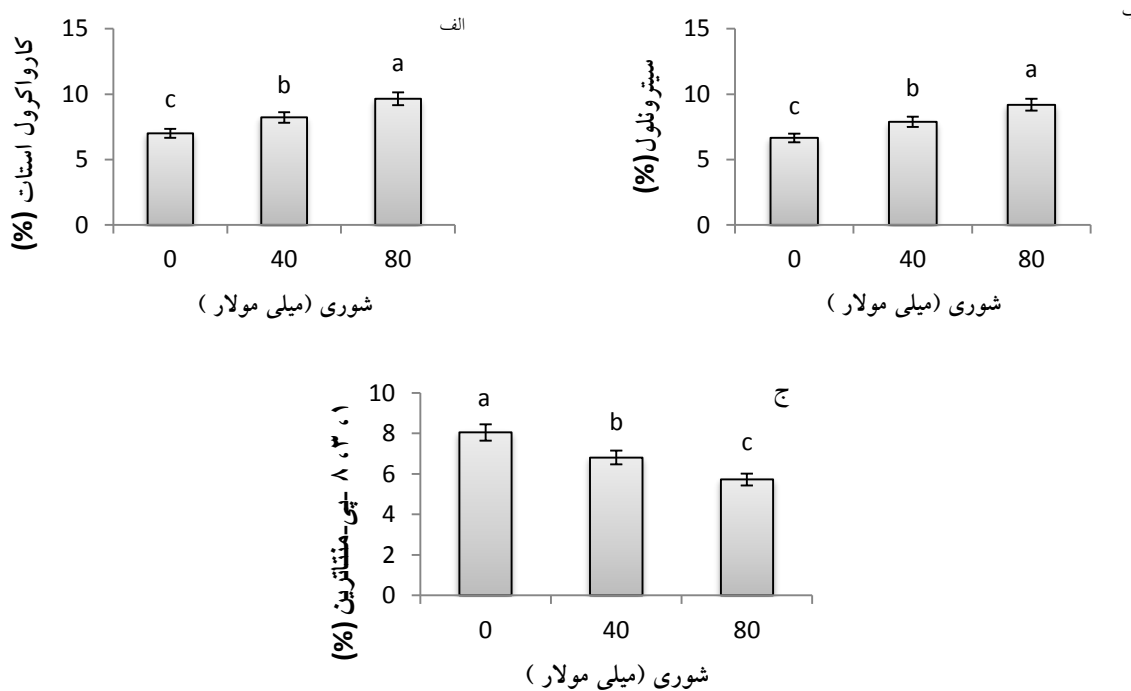 الف
کارواکرول استات (%)
15
10
5
0
c
b
a
0
40
80
شوری (میلی مولار )
سیترونلول(%)
15
10
5
0
c
b
a
0
40
80
شوری (میلی مولار )
ج
۱، ۳، ۸ -پی-منتاترین (%)
10
8
6
4
2
0
a
b
c
0
40
80
شوری (میلی مولار )